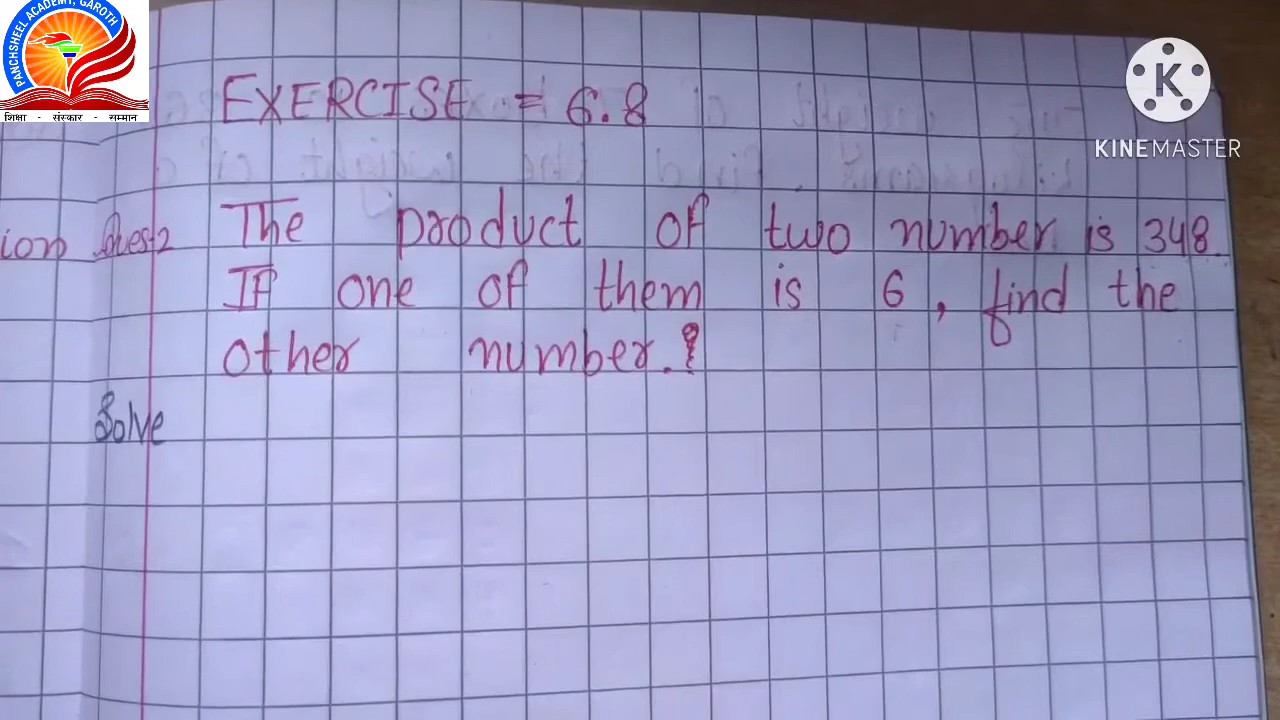 PANCHSHEEL ACADEMY, GAROTH
शिक्षा - संस्कार - सम्मान
K
KINEMASTER
EXERCISE = 6.8
ion Quest2 The product of two number is 348.
If one of them is 6, find the
other number.?
Solve